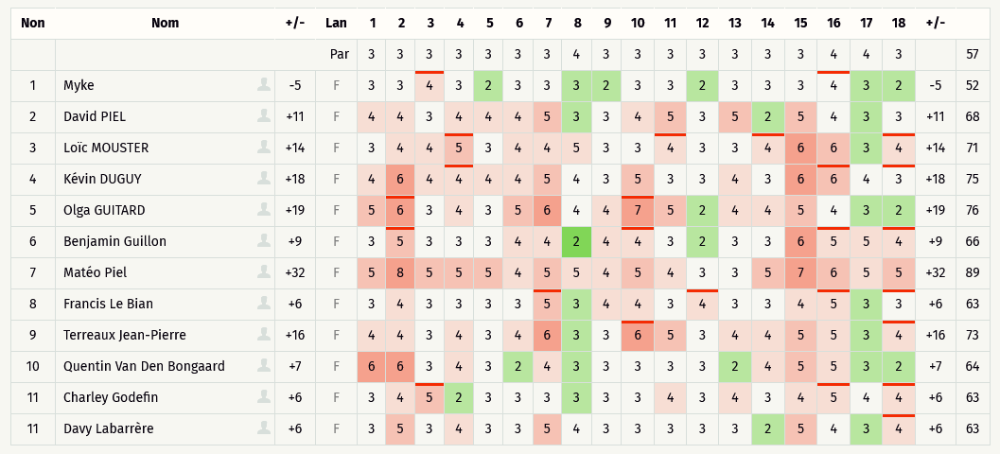 Non Nom +/- Lan 1 2 3 4 5 6 7 8 9 10 11 12 13 14 15 16 17 18 +/-
Par 3 3 3 3 3 3 3 4 3 3 3 3 3 3 3 4 4 3 57
1 Myke -5 F 3 3 4 3 2 3 3 3 2 3 3 2 3 3 3 4 3 2 -5 52
2 David PIEL +11 F 4 4 3 4 4 4 5 3 3 4 5 3 5 2 5 4 3 3 +11 68
3 Loïc MOUSTER +14 F 3 4 4 5 3 4 4 5 3 3 4 3 3 4 6 6 3 4 +14 71
4 Kévin DUGUY +18 F 4 6 4 4 4 4 5 4 3 5 3 3 4 3 6 6 4 3 +18 75
5 Olga GUITARD +19 F 5 6 3 4 3 5 6 4 4 7 5 2 4 4 5 4 3 2 +19 76
6 Benjamin Guillon +9 F 3 5 3 3 3 4 4 2 4 4 3 2 3 3 6 5 5 4 +9 66
7 Matéo Piel +32 F 5 8 5 5 5 4 5 5 4 5 4 3 3 5 7 6 5 5 +32 89
8 Francis Le Bian +6 F 3 4 3 3 3 3 5 3 4 4 3 4 3 3 4 5 3 3 +6 63
9 Terreaux Jean-Pierre +16 F 4 4 3 4 3 4 6 3 3 6 5 3 4 4 5 5 3 4 +16 73
10 Quentin Van Den Bongaard +7 F 6 6 3 4 3 2 4 3 3 3 3 3 2 4 5 5 3 2 +7 64
11 Charley Godefin +6 F 3 4 5 2 3 3 3 3 3 3 4 3 4 3 4 5 4 4 +6 63
11 Davy Labarrère +6 F 3 5 3 4 3 3 5 4 3 3 3 3 3 2 5 4 3 4 +6 63